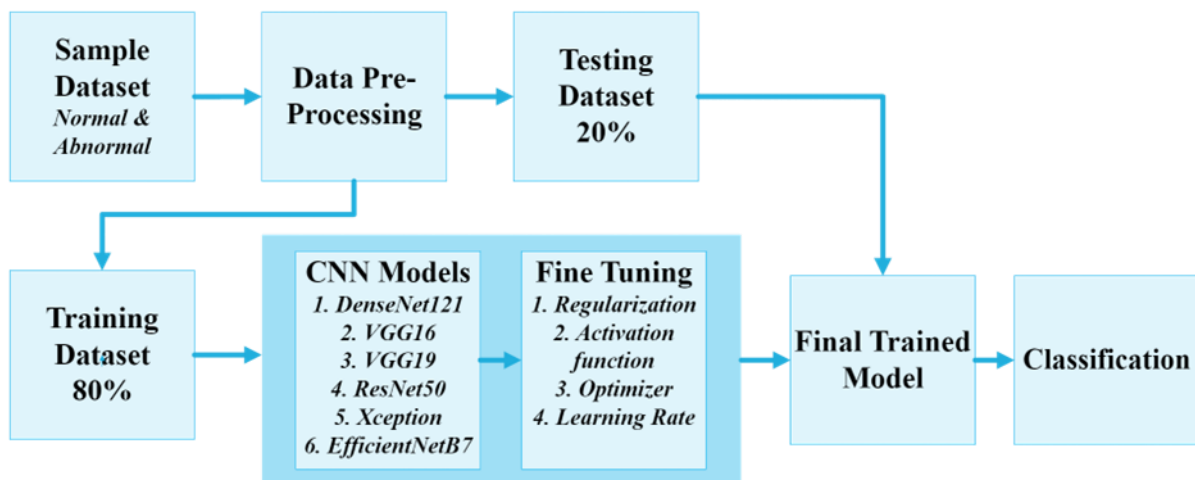 Sample
Dataset
Normal &
Abnormal
Data Pre-
Processing
Testing
Dataset
20%
Training
Dataset
80%
CNN Models
1. DenseNet121
2. VGG16
3. VGG19
4. ResNet50
5. Xception
6. EfficientNetB7
Fine Tuning
1. Regularization
2. Activation
function
3. Optimizer
4. Learning Rate
Final Trained
Model
Classification